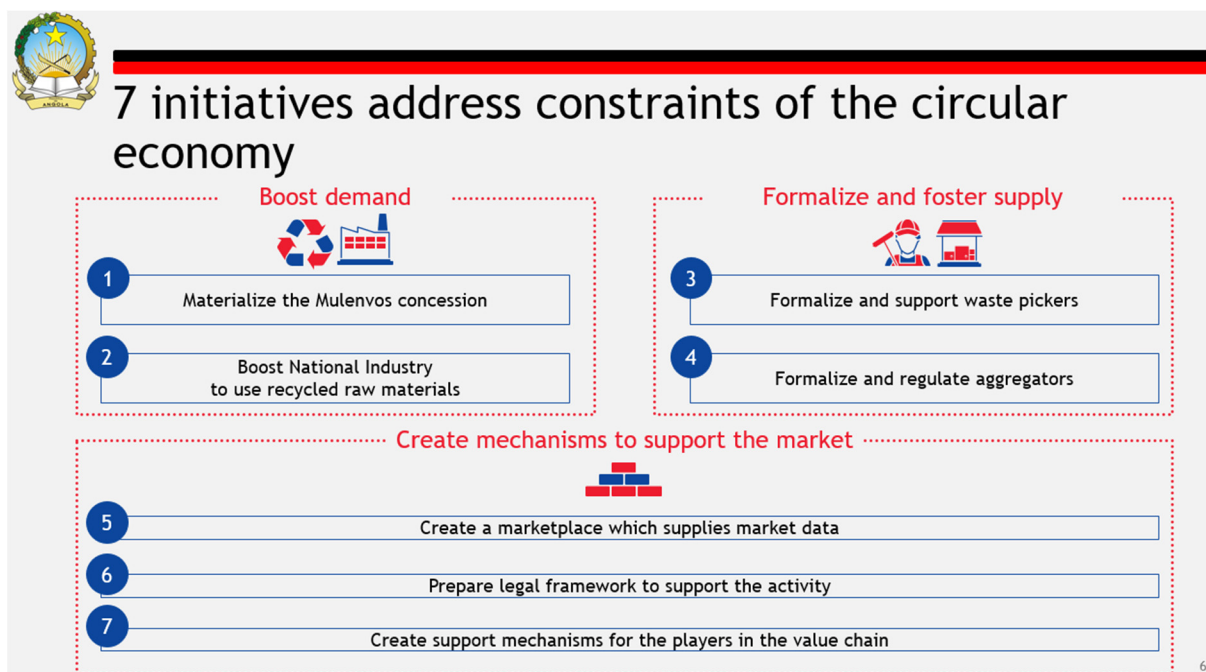 ANGOLA
7 initiatives address constraints of the circular
economy
Boost demand
1
Materialize the Mulenvos concession
2
Boost National Industry
to use recycled raw materials
Formalize and foster supply
3
Formalize and support waste pickers
4
Formalize and regulate aggregators
Create mechanisms to support the market
5
Create a marketplace which supplies market data
6
Prepare legal framework to support the activity
7
Create support mechanisms for the players in the value chain
6